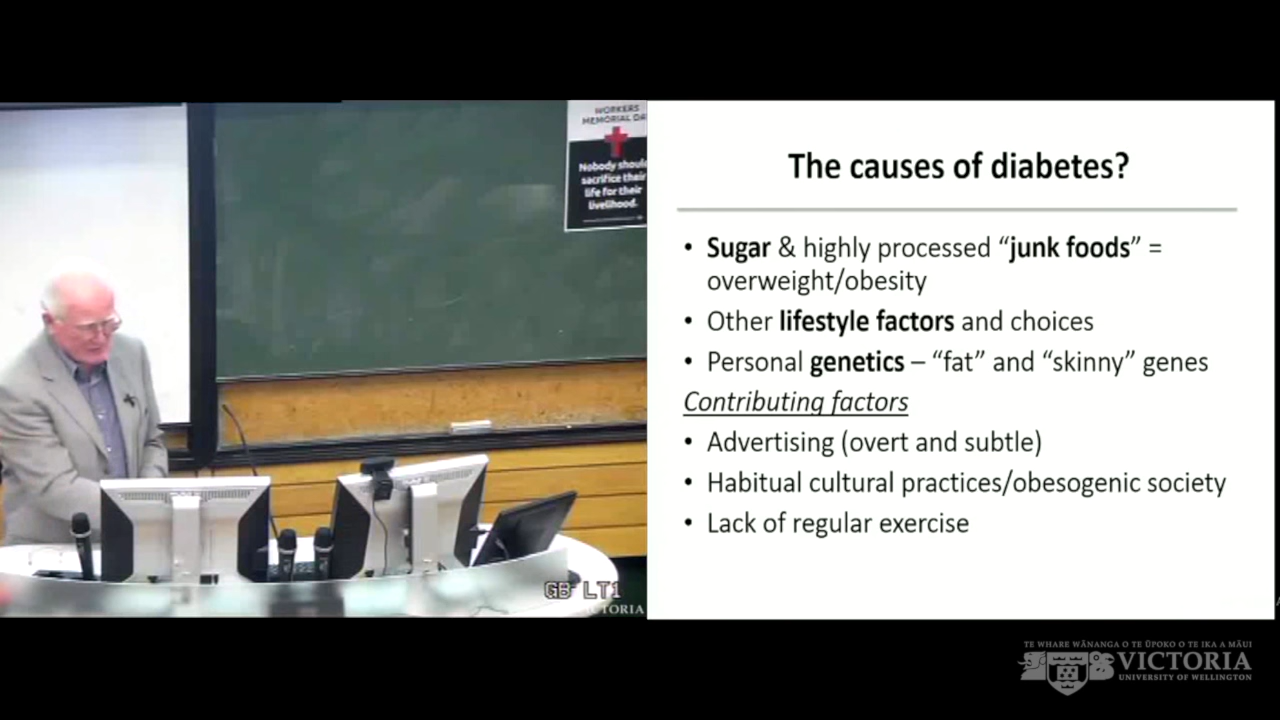 WORKERS
MEMORIAL DA
Nobody shoul
sacrifice their
life for their
livelihood.
GB LT1
VICTORIA
The causes of diabetes?
• Sugar & highly processed “junk foods” =
overweight/obesity
• Other lifestyle factors and choices
• Personal genetics – “fat” and “skinny” genes
Contributing factors
• Advertising (overt and subtle)
• Habitual cultural practices/obesogenic society
• Lack of regular exercise
TE WHARE WĀNANGA O TE ŪPOKO O TE IKA A MĀUI
VICTORIA
UNIVERSITY OF WELLINGTON